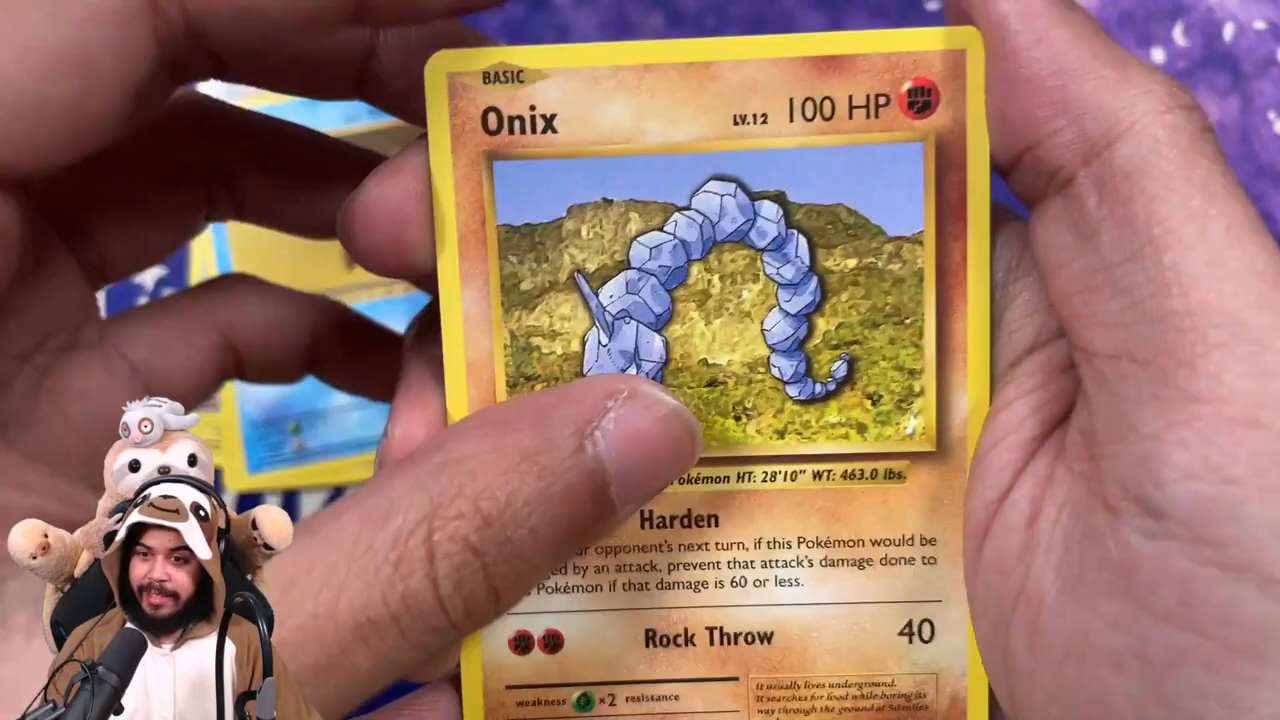 BASIC
Onix LV.12 100 HP
Pokémon HT: 28'10" WT: 463.0 lbs.
Harden
opponent's next turn, if this Pokémon would be
by an attack, prevent that attack's damage done to
Pokémon if that damage is 60 or less.
Rock Throw 40
weakness ×2 resistance
It usually lives underground.
It searches for food while boring its
way through the ground at 50 miles